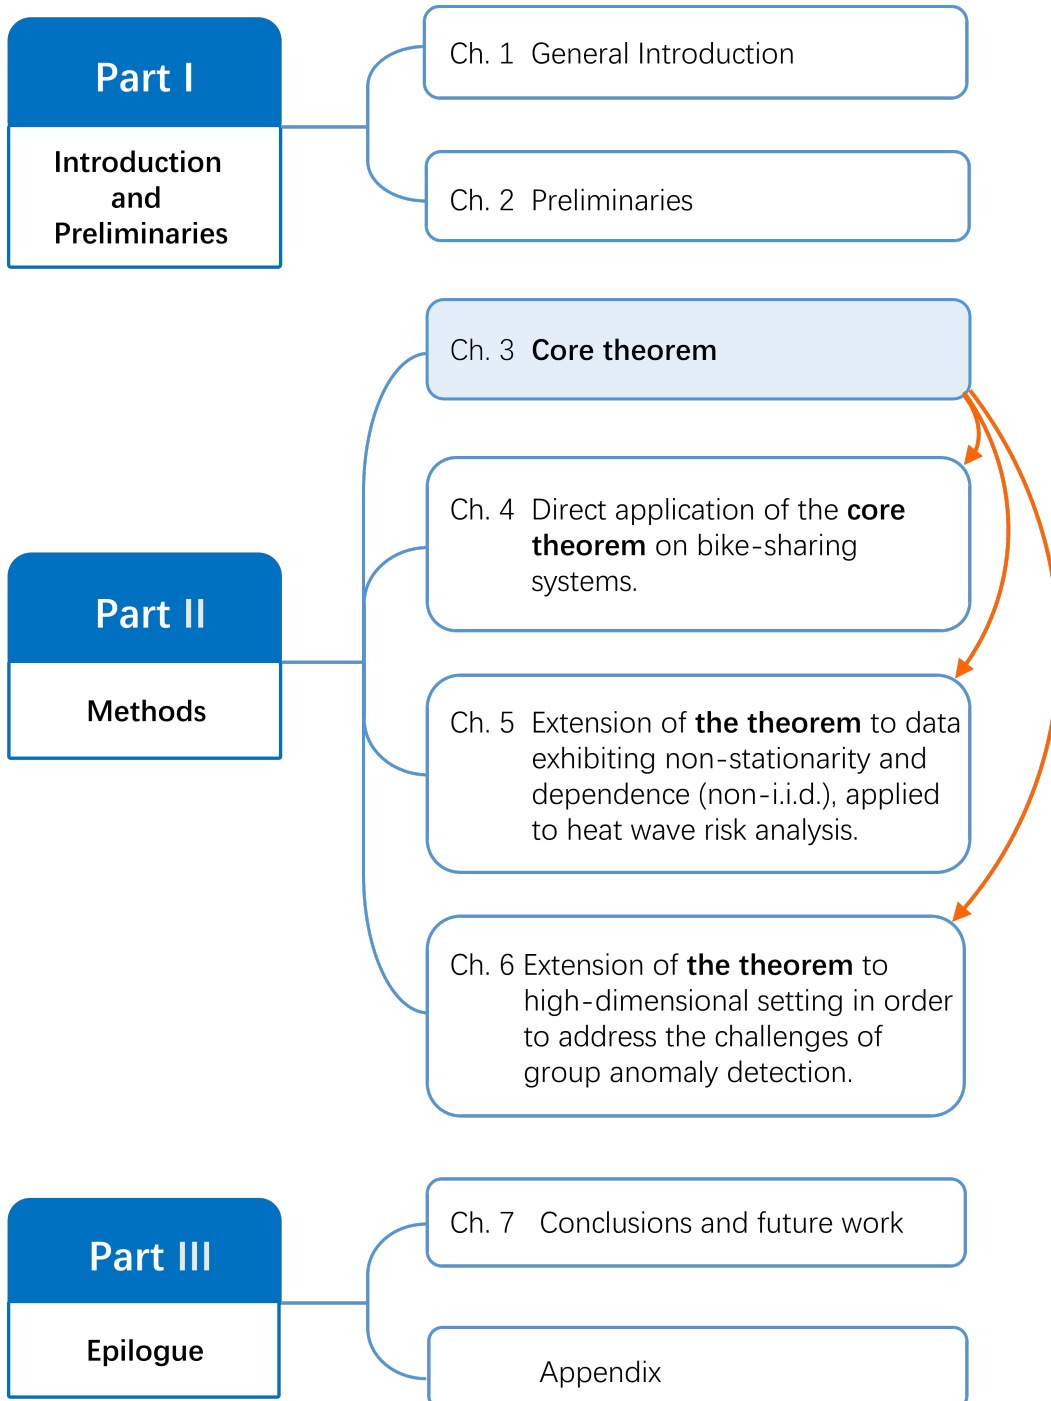 Part I
Introduction
and
Preliminaries
Ch. 1 General Introduction
Ch. 2 Preliminaries
Part II
Methods
Ch. 3 Core theorem
Ch. 4 Direct application of the core
theorem on bike-sharing
systems.
Ch. 5 Extension of the theorem to data
exhibiting non-stationarity and
dependence (non-i.i.d.), applied
to heat wave risk analysis.
Ch. 6 Extension of the theorem to
high-dimensional setting in order
to address the challenges of
group anomaly detection.
Part III
Epilogue
Ch. 7 Conclusions and future work
Appendix